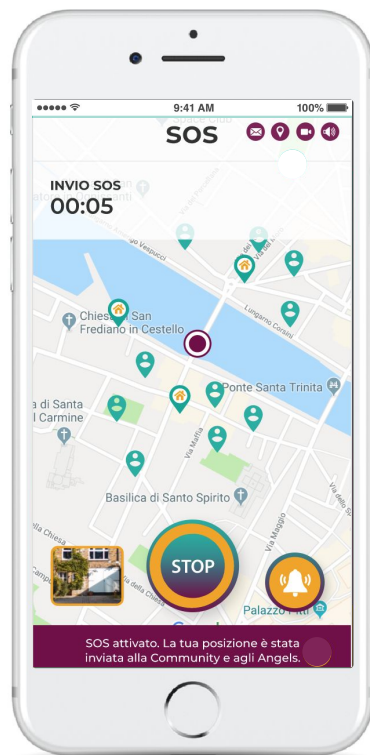 9:41 AM
100%
SOS
INVIO SOS
00:05
Lungarno Corsini
Chiesa di San
Frediano in Cestello
Ponte Santa Trinita
a di Santa
l Carmine
Via Maffia
Basilica di Santo Spirito
Via Maggio
STOP
Palazzo Pitti
SOS attivato. La tua posizione è stata
inviata alla Community e agli Angels.